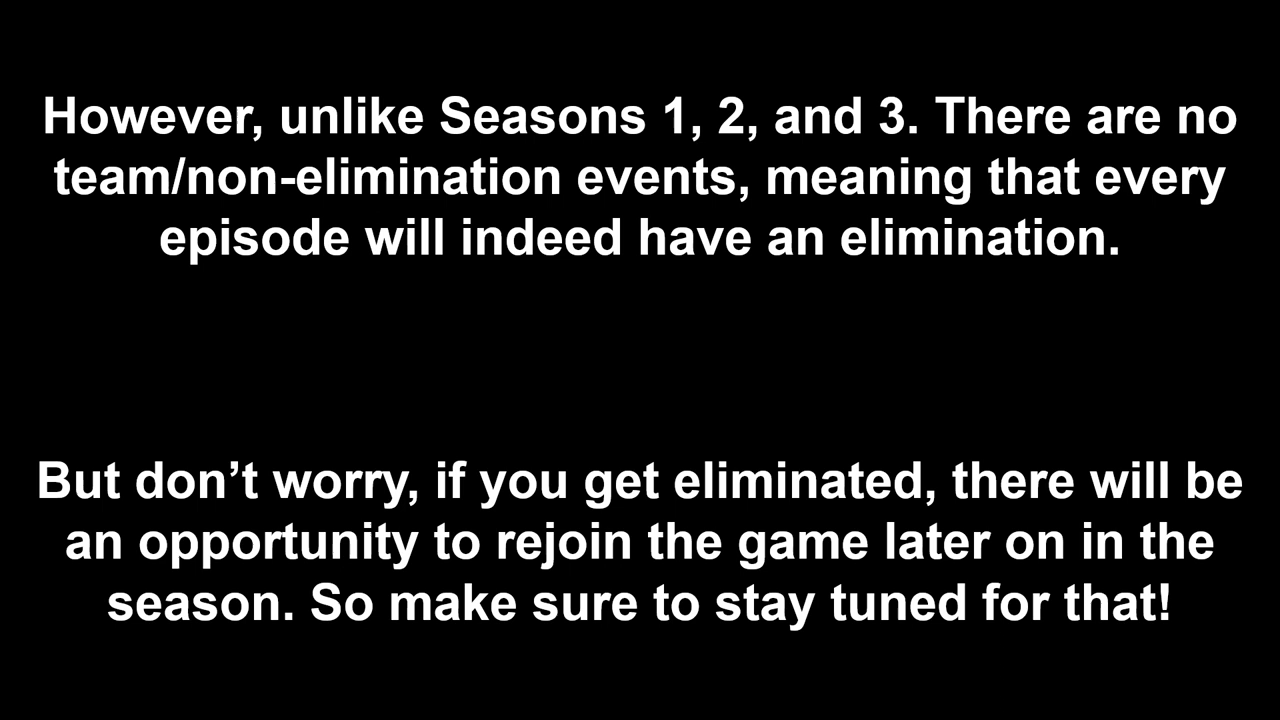 However, unlike Seasons 1, 2, and 3. There are no
team/non-elimination events, meaning that every
episode will indeed have an elimination.
But don’t worry, if you get eliminated, there will be
an opportunity to rejoin the game later on in the
season. So make sure to stay tuned for that!